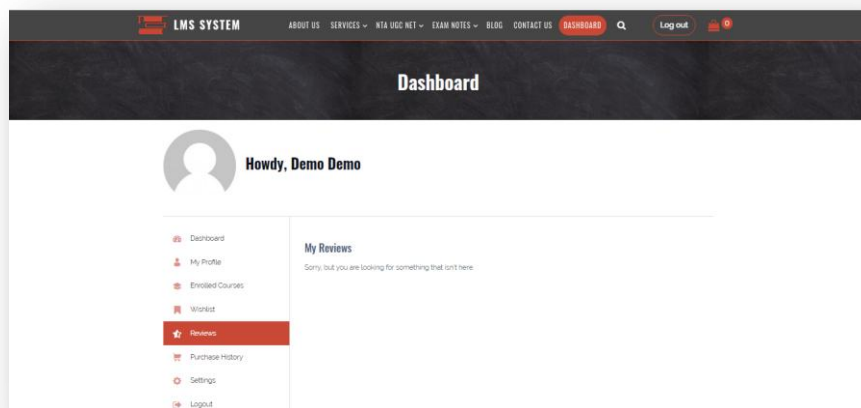 LMS SYSTEM
ABOUT US SERVICES NTA UGC NET EXAM NOTES BLOG CONTACT US DASHBOARD Log out 0
Dashboard
Howdy, Demo Demo
Dashboard
My Profile
Enrolled Courses
Wishlist
Reviews
Purchase History
Settings
Logout
My Reviews
Sorry, but you are looking for something that isn't here.